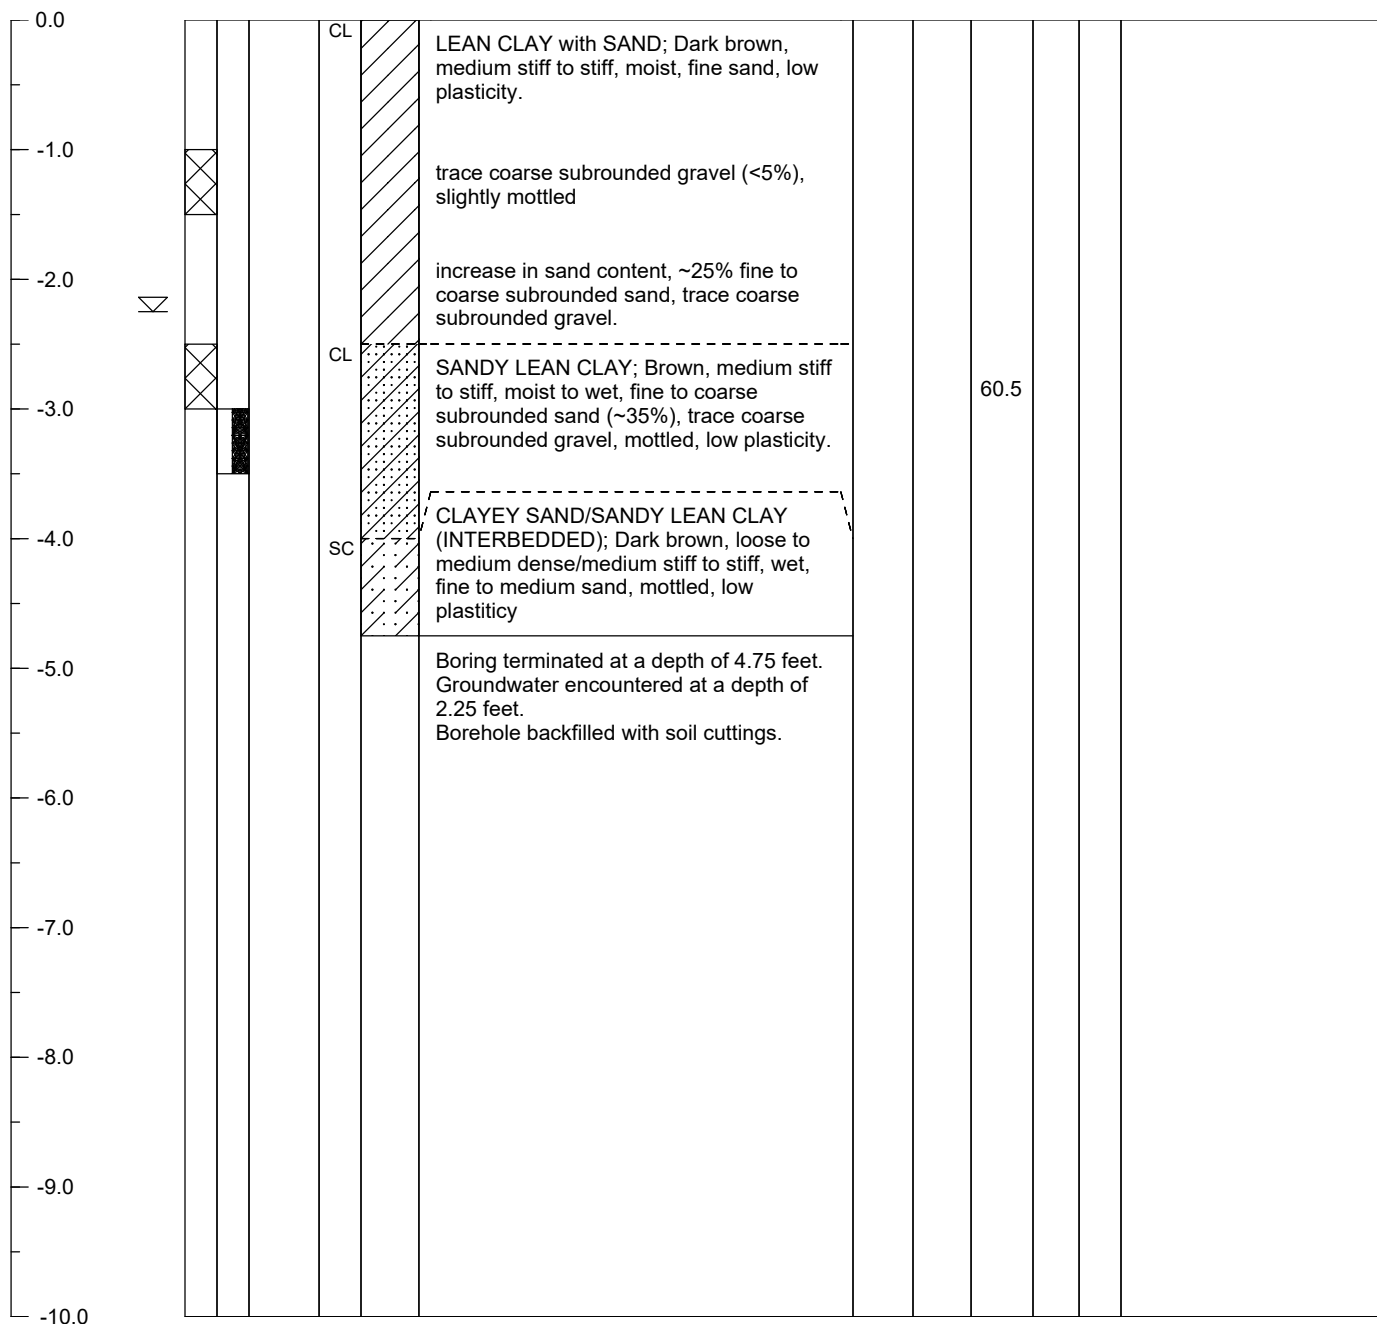 0.0
CL
LEAN CLAY with SAND; Dark brown,
medium stiff to stiff, moist, fine sand, low
plasticity.
-1.0
trace coarse subrounded gravel (<5%),
slightly mottled
-2.0
increase in sand content, ~25% fine to
coarse subrounded sand, trace coarse
subrounded gravel.
CL
SANDY LEAN CLAY; Brown, medium stiff
to stiff, moist to wet, fine to coarse
subrounded sand (~35%), trace coarse
subrounded gravel, mottled, low plasticity.
60.5
-3.0
CLAYEY SAND/SANDY LEAN CLAY
(INTERBEDDED); Dark brown, loose to
medium dense/medium stiff to stiff, wet,
fine to medium sand, mottled, low
plastiticy
-4.0
SC
Boring terminated at a depth of 4.75 feet.
Groundwater encountered at a depth of
2.25 feet.
Borehole backfilled with soil cuttings.
-5.0
-6.0
-7.0
-8.0
-9.0
-10.0